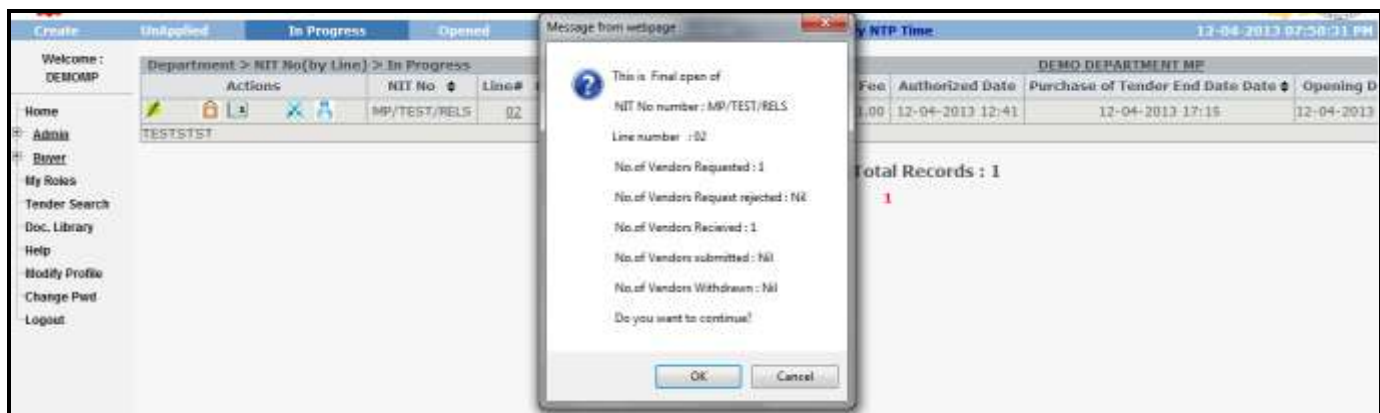 Create UnApplied In Progress Opened y NTP Time 12-04-2013 07:50:31 PM
Welcome :
DEMOMP
Department > NIT No(by Line) > In Progress DEMO DEPARTMENT MP
Actions NIT No Line# Fee Authorized Date Purchase of Tender End Date Date Opening D
MP/TEST/RELS 02 1.00 12-04-2013 12:41 12-04-2013 17:15 12-04-2013
TESTSTST
Home
Admin
Buyer
My Roles
Tender Search
Doc. Library
Help
Modify Profile
Change Pwd
Logout
Message from webpage
This is Final open of
NIT No number : MP/TEST/RELS
Line number : 02
No.of Vendors Requested : 1
No.of Vendors Request rejected : Nil
No.of Vendors Recieved : 1
No.of Vendors submitted : Nil
No.of Vendors Withdrawn : Nil
Do you want to continue?
OK Cancel
Total Records : 1
1